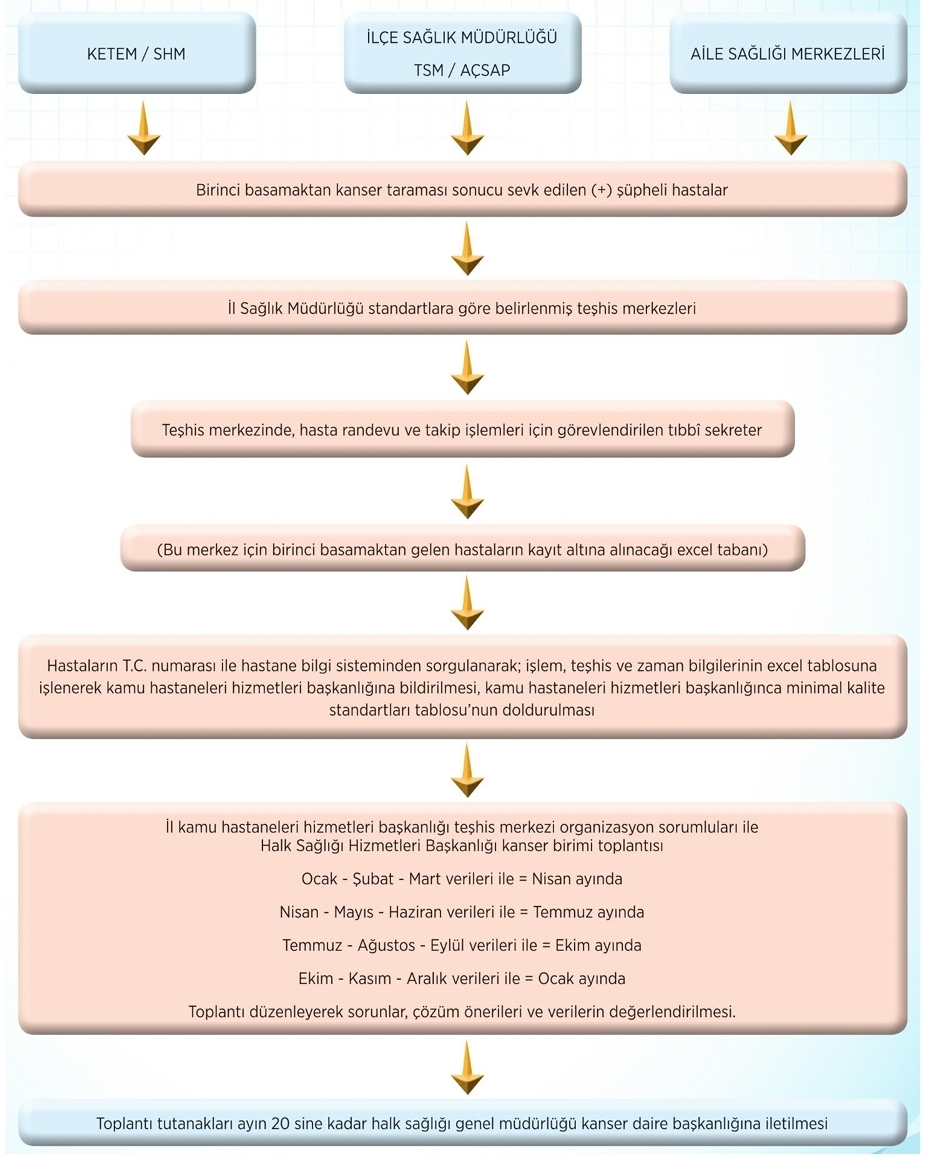 KETEM / SHM
İLÇE SAĞLIK MÜDÜRLÜĞÜ
TSM / AÇSAP
AİLE SAĞLIĞI MERKEZLERİ
Birinci basamaktan kanser taraması sonucu sevk edilen (+) şüpheli hastalar
İl Sağlık Müdürlüğü standartlara göre belirlenmiş teşhis merkezleri
Teşhis merkezinde, hasta randevu ve takip işlemleri için görevlendirilen tıbbî sekreter
(Bu merkez için birinci basamaktan gelen hastaların kayıt altına alınacağı excel tabanı)
Hastaların T.C. numarası ile hastane bilgi sisteminden sorgulanarak; işlem, teşhis ve zaman bilgilerinin excel tablosuna
işlenerek kamu hastaneleri hizmetleri başkanlığına bildirilmesi, kamu hastaneleri hizmetleri başkanlığınca minimal kalite
standartları tablosu'nun doldurulması
İl kamu hastaneleri hizmetleri başkanlığı teşhis merkezi organizasyon sorumluları ile
Halk Sağlığı Hizmetleri Başkanlığı kanser birimi toplantısı
Ocak - Şubat - Mart verileri ile = Nisan ayında
Nisan - Mayıs - Haziran verileri ile = Temmuz ayında
Temmuz - Ağustos - Eylül verileri ile = Ekim ayında
Ekim - Kasım - Aralık verileri ile = Ocak ayında
Toplantı düzenleyerek sorunlar, çözüm önerileri ve verilerin değerlendirilmesi.
Toplantı tutanakları ayın 20 sine kadar halk sağlığı genel müdürlüğü kanser daire başkanlığına iletilmesi